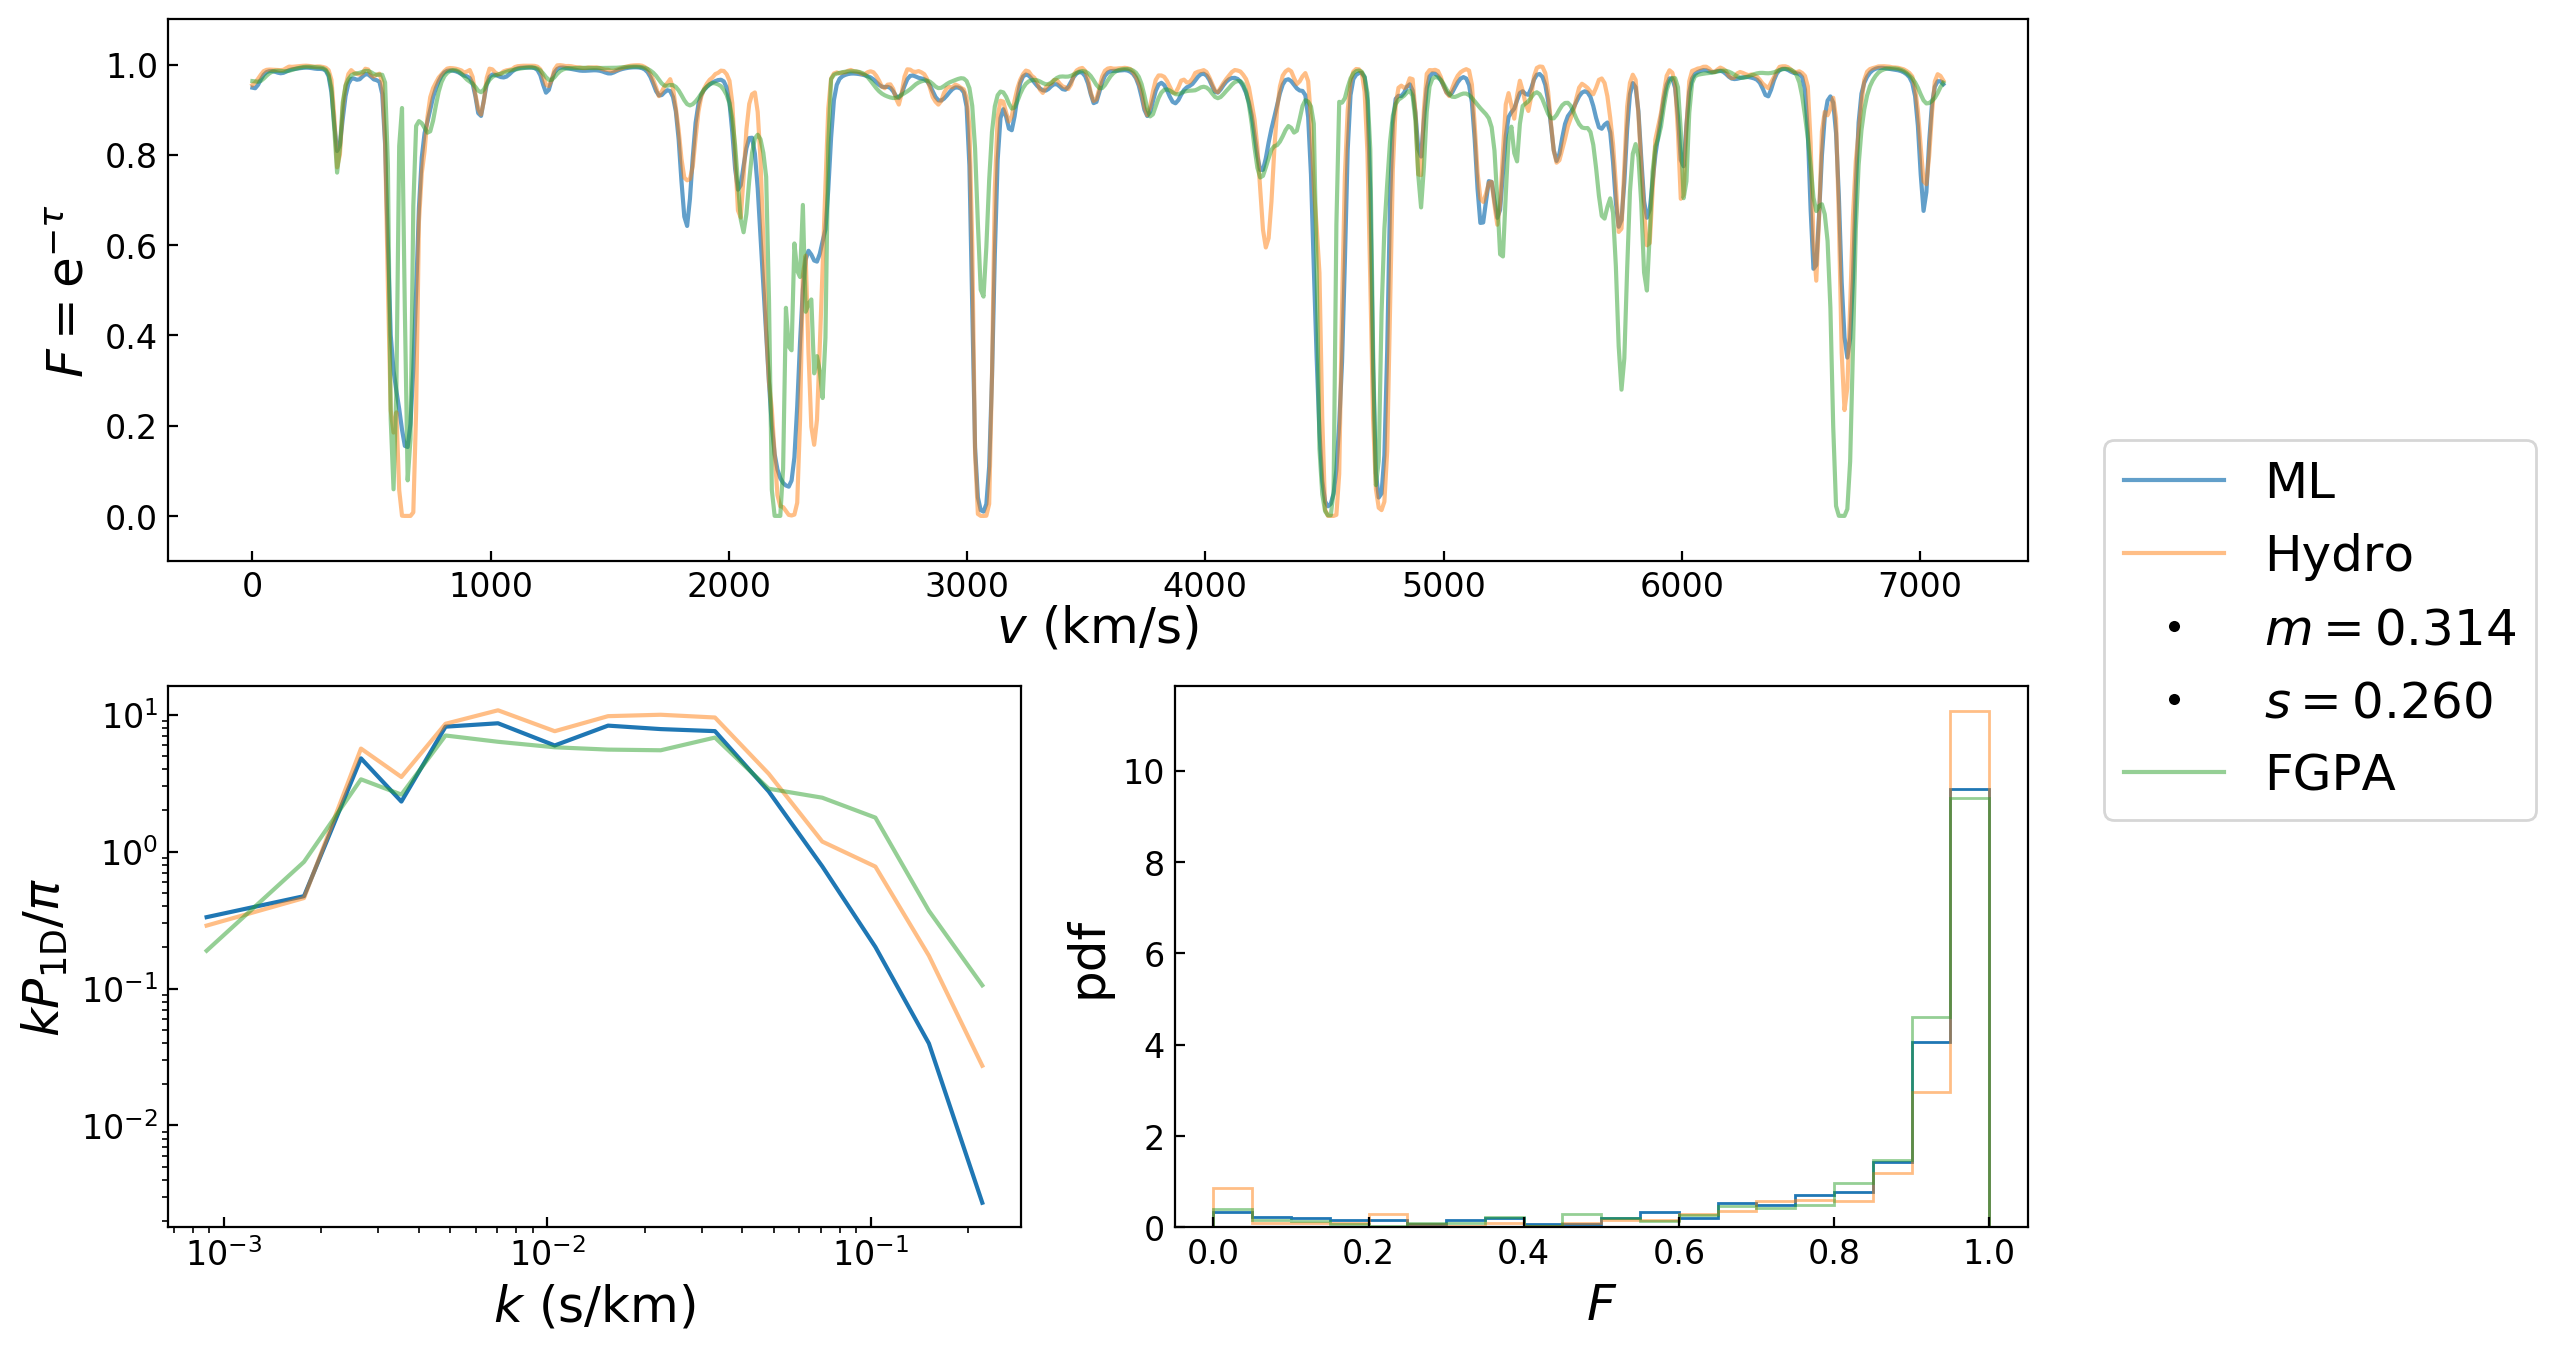 1.0
0.8
0.6
0.4
0.2
0.0
F = e^{-τ}
0 1000 2000 3000 4000 5000 6000 7000
v (km/s)
ML
Hydro
m = 0.314
s = 0.260
FGPA
10^1
10^0
10^{-1}
10^{-2}
kP_{1D}/π
10^{-3} 10^{-2} 10^{-1}
k (s/km)
10
8
6
4
2
0
pdf
0.0 0.2 0.4 0.6 0.8 1.0
F